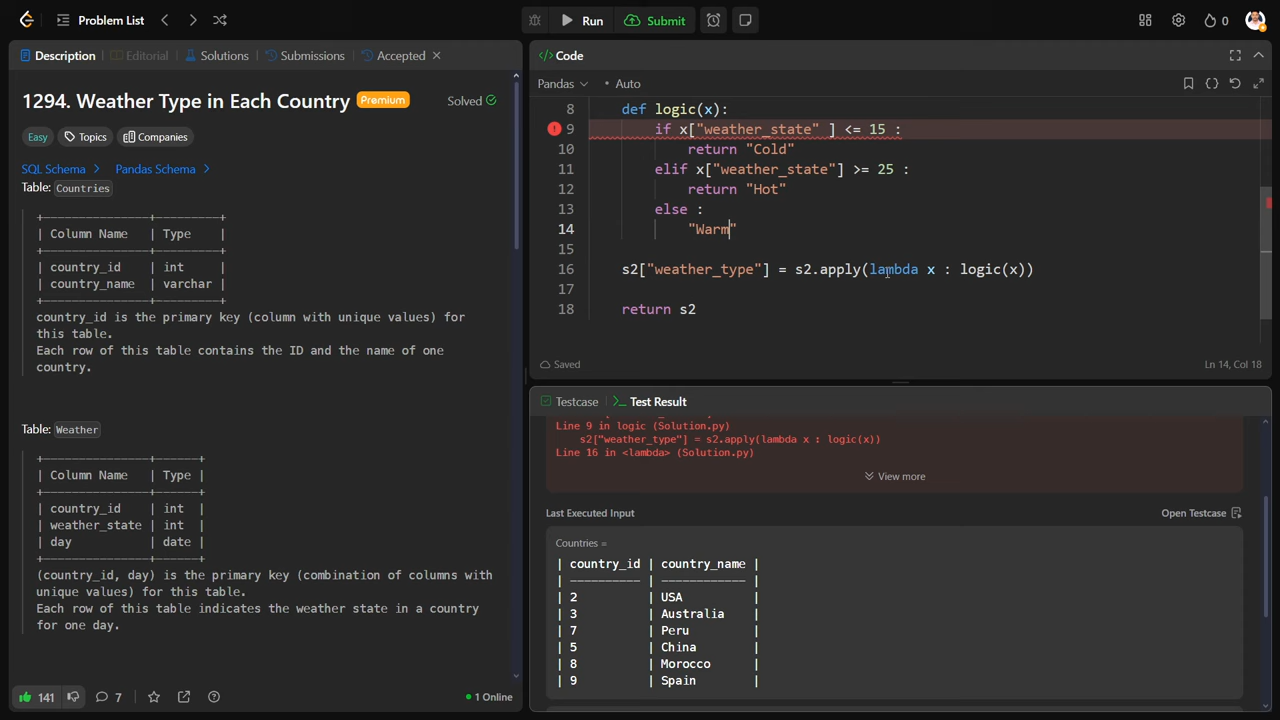 Problem List
Run
Submit
0
Description
Editorial
Solutions
Submissions
Accepted
1294. Weather Type in Each Country
Premium
Solved
Easy
Topics
Companies
SQL Schema
Pandas Schema
Table: Countries
+--------------+---------+
| Column Name | Type |
+--------------+---------+
| country_id | int |
| country_name | varchar |
+--------------+---------+
country_id is the primary key (column with unique values) for
this table.
Each row of this table contains the ID and the name of one
country.
Table: Weather
+---------------+------+
| Column Name | Type |
+---------------+------+
| country_id | int |
| weather_state | int |
| day | date |
+---------------+------+
(country_id, day) is the primary key (combination of columns with
unique values) for this table.
Each row of this table indicates the weather state in a country
for one day.
141
7
1 Online
</> Code
Pandas
Auto
8 def logic(x):
9 if x["weather_state" ] <= 15 :
10 return "Cold"
11 elif x["weather_state"] >= 25 :
12 return "Hot"
13 else :
14 "Warm"
15
16 s2["weather_type"] = s2.apply(lambda x : logic(x))
17
18 return s2
Saved
Ln 14, Col 18
Testcase
>_ Test Result
Line 9 in logic (Solution.py)
s2["weather_type"] = s2.apply(lambda x : logic(x))
Line 16 in <lambda> (Solution.py)
View more
Last Executed Input
Open Testcase
Countries =
| country_id | country_name |
| ---------- | ------------ |
| 2 | USA |
| 3 | Australia |
| 7 | Peru |
| 5 | China |
| 8 | Morocco |
| 9 | Spain |